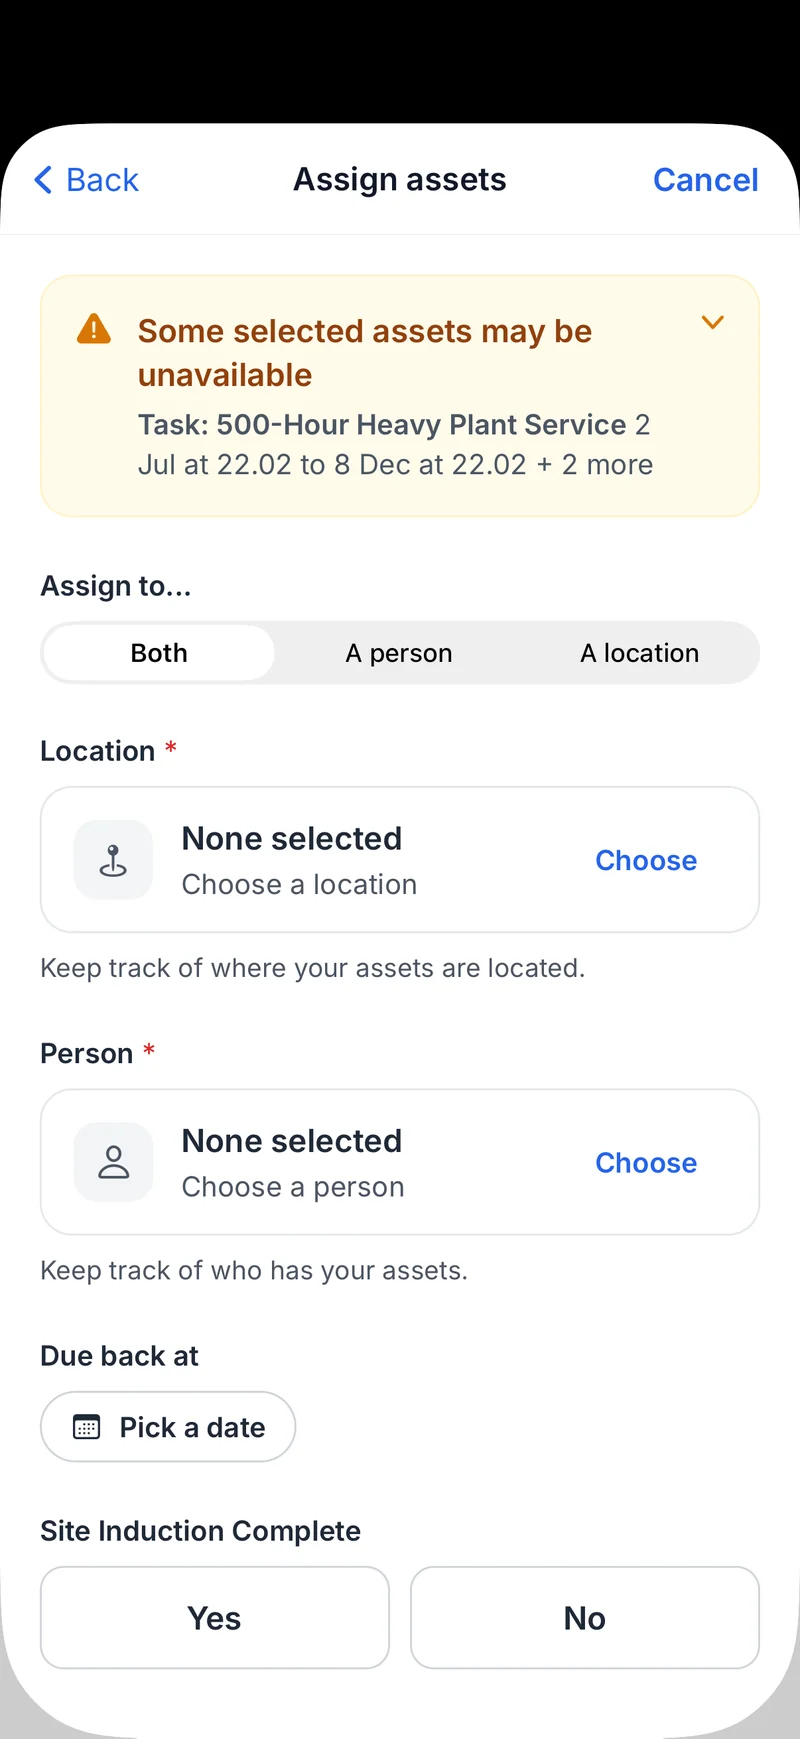 Back
Assign assets
Cancel
Some selected assets may be
unavailable
Task: 500-Hour Heavy Plant Service 2
Jul at 22.02 to 8 Dec at 22.02 + 2 more
Assign to...
Both
A person
A location
Location *
None selected
Choose a location
Choose
Keep track of where your assets are located.
Person *
None selected
Choose a person
Choose
Keep track of who has your assets.
Due back at
Pick a date
Site Induction Complete
Yes
No